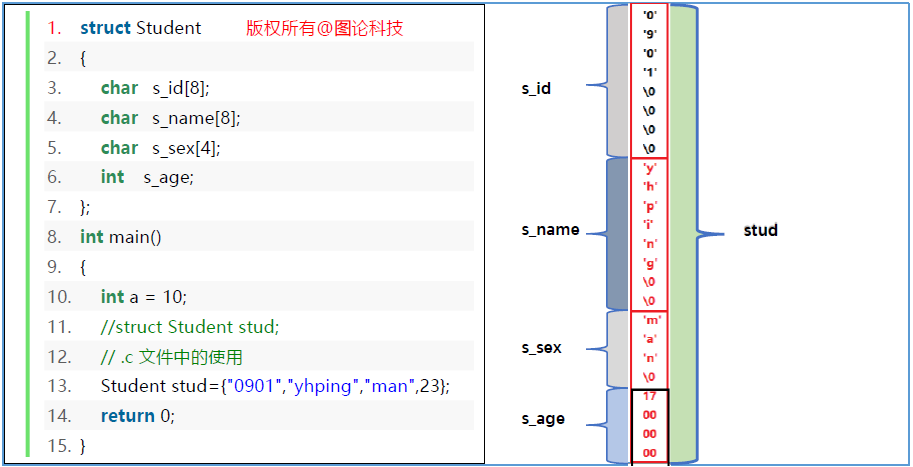 1. struct Student 版权所有@图论科技
2. {
3. char s_id[8];
4. char s_name[8];
5. char s_sex[4];
6. int s_age;
7. };
8. int main()
9. {
10. int a = 10;
11. //struct Student stud;
12. // .c 文件中的使用
13. Student stud={"0901","yhping","man",23};
14. return 0;
15. }
s_id
'0'
'9'
'0'
'1'
\0
\0
\0
\0
s_name
'y'
'h'
'p'
'i'
'n'
'g'
\0
\0
s_sex
'm'
'a'
'n'
\0
s_age
17
00
00
00
stud